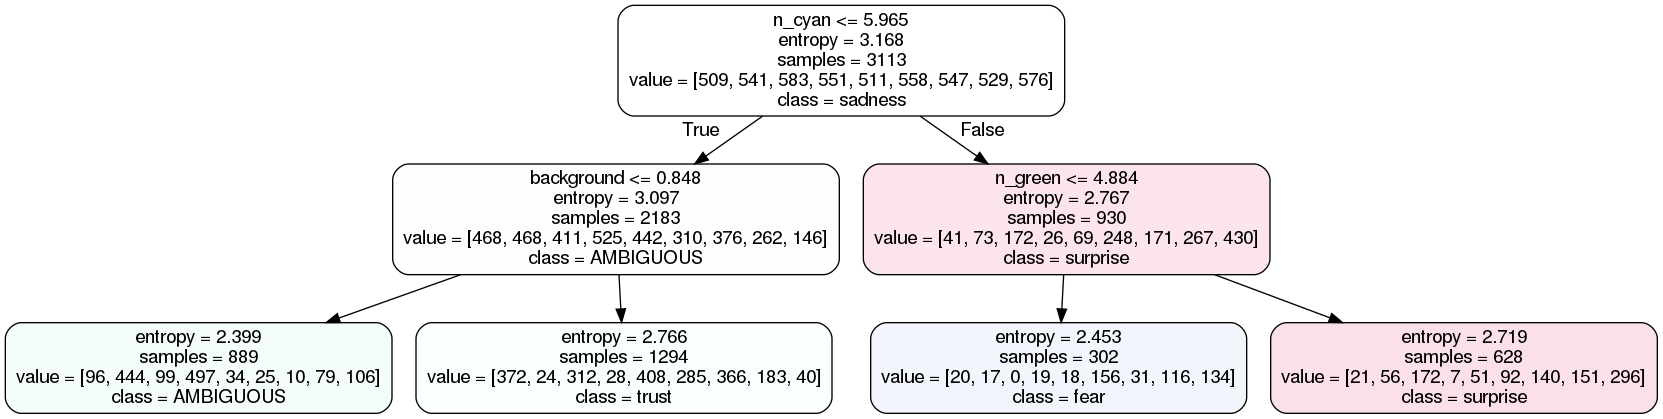 n_cyan <= 5.965
entropy = 3.168
samples = 3113
value = [509, 541, 583, 551, 511, 558, 547, 529, 576]
class = sadness
True
False
background <= 0.848
entropy = 3.097
samples = 2183
value = [468, 468, 411, 525, 442, 310, 376, 262, 146]
class = AMBIGUOUS
n_green <= 4.884
entropy = 2.767
samples = 930
value = [41, 73, 172, 26, 69, 248, 171, 267, 430]
class = surprise
entropy = 2.399
samples = 889
value = [96, 444, 99, 497, 34, 25, 10, 79, 106]
class = AMBIGUOUS
entropy = 2.766
samples = 1294
value = [372, 24, 312, 28, 408, 285, 366, 183, 40]
class = trust
entropy = 2.453
samples = 302
value = [20, 17, 0, 19, 18, 156, 31, 116, 134]
class = fear
entropy = 2.719
samples = 628
value = [21, 56, 172, 7, 51, 92, 140, 151, 296]
class = surprise